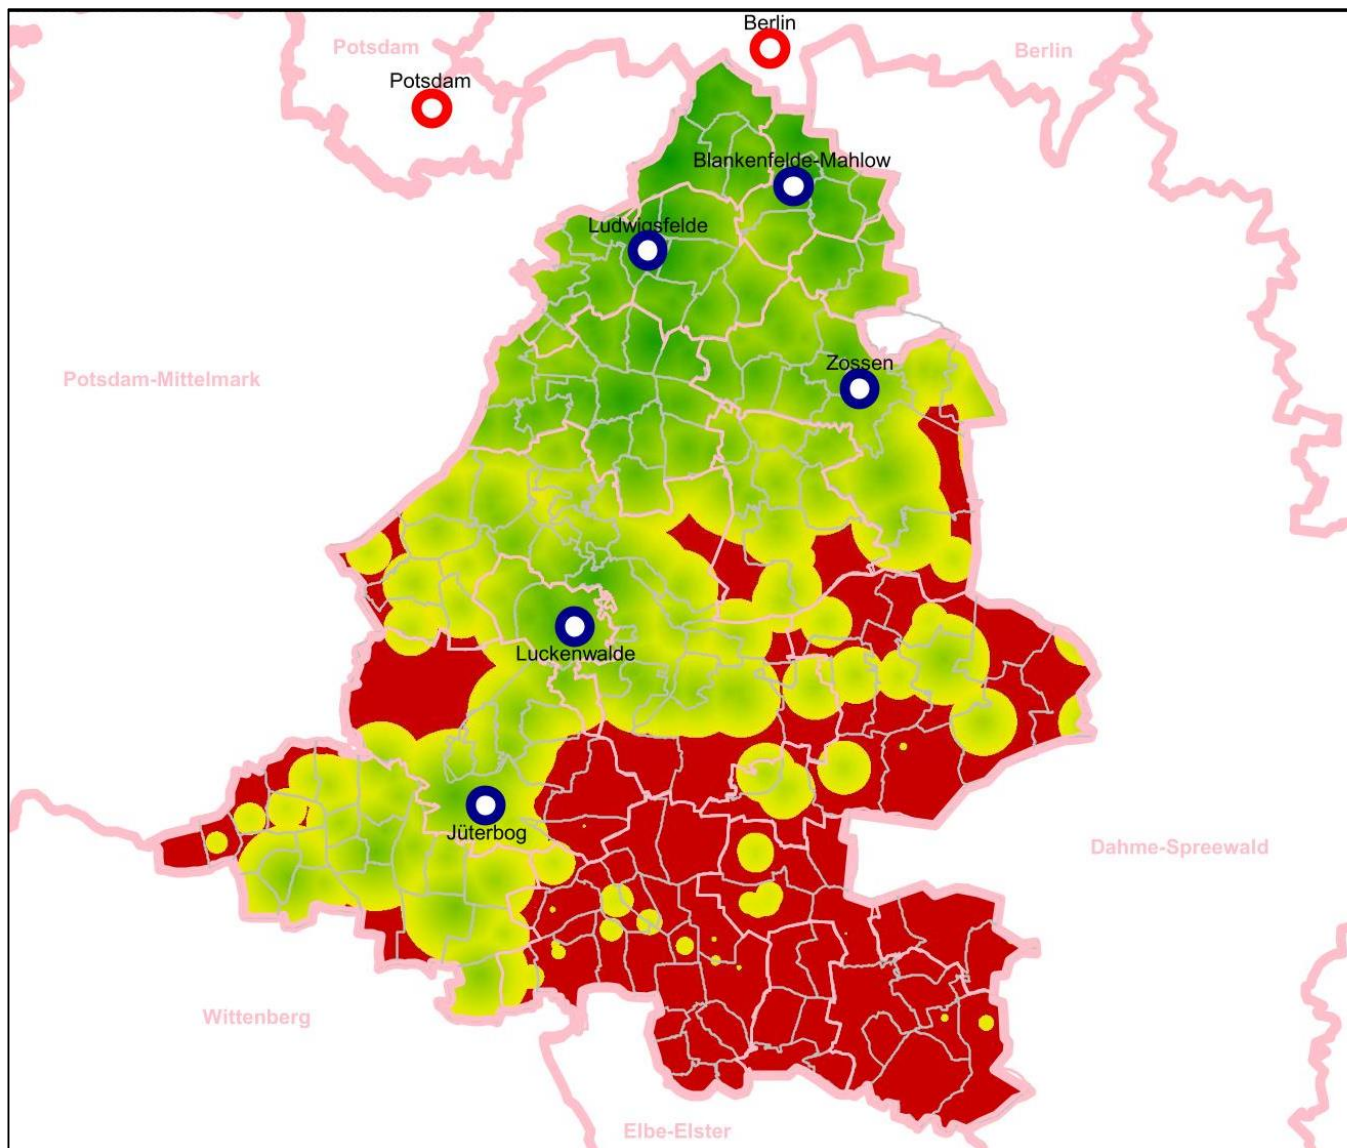 Berlin
Potsdam
Berlin
Potsdam
Blankenfelde-Mahlow
Ludwigsfelde
Zossen
Potsdam-Mittelmark
Luckenwalde
Jüterbog
Dahme-Spreewald
Wittenberg
Elbe-Elster